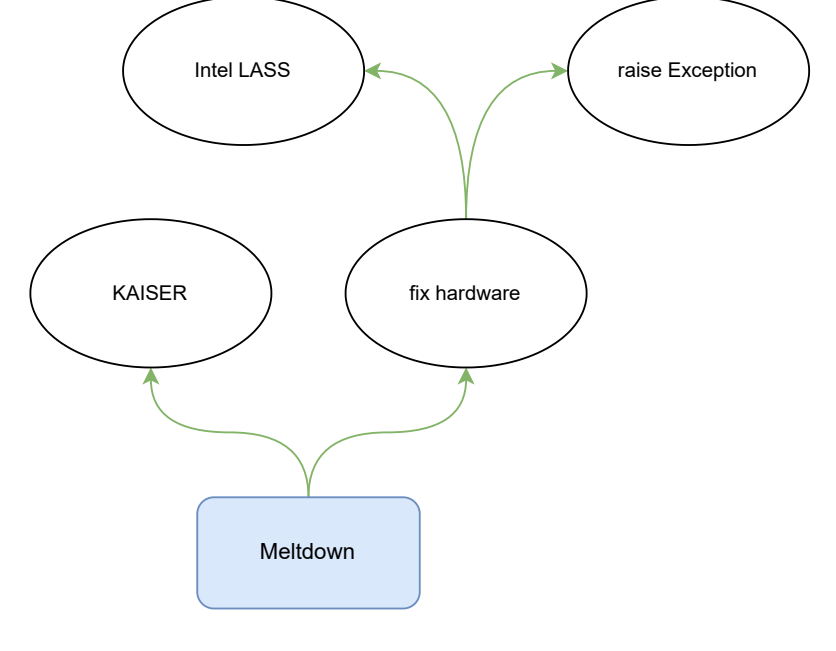 Intel LASS
raise Exception
KAISER
fix hardware
Meltdown